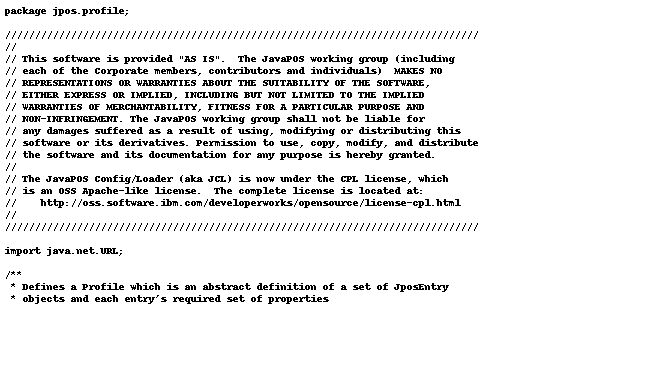 package jpos.profile;

///////////////////////////////////////////////////////////////////////////////
//
// This software is provided "AS IS".  The JavaPOS working group (including
// each of the Corporate members, contributors and individuals)  MAKES NO
// REPRESENTATIONS OR WARRANTIES ABOUT THE SUITABILITY OF THE SOFTWARE,
// EITHER EXPRESS OR IMPLIED, INCLUDING BUT NOT LIMITED TO THE IMPLIED
// WARRANTIES OF MERCHANTABILITY, FITNESS FOR A PARTICULAR PURPOSE AND
// NON-INFRINGEMENT. The JavaPOS working group shall not be liable for
// any damages suffered as a result of using, modifying or distributing this
// software or its derivatives. Permission to use, copy, modify, and distribute
// the software and its documentation for any purpose is hereby granted.
//
// The JavaPOS Config/Loader (aka JCL) is now under the CPL license, which
// is an OSS Apache-like license.  The complete license is located at:
//    http://oss.software.ibm.com/developerworks/opensource/license-cpl.html
//
///////////////////////////////////////////////////////////////////////////////

import java.net.URL;

/**
 * Defines a Profile which is an abstract definition of a set of JposEntry
 * objects and each entry's required set of properties